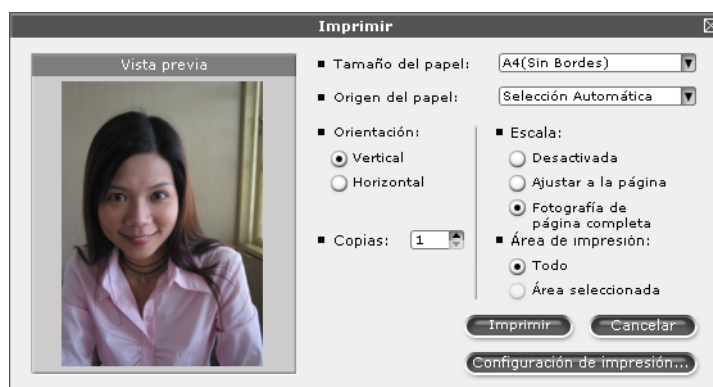 Imprimir
Vista previa
Tamaño del papel:
A4(Sin Bordes)
Origen del papel:
Selección Automática
Orientación:
Vertical
Horizontal
Copias:
1
Escala:
Desactivada
Ajustar a la página
Fotografía de
página completa
Área de impresión:
Todo
Área seleccionada
Imprimir
Cancelar
Configuración de impresión...